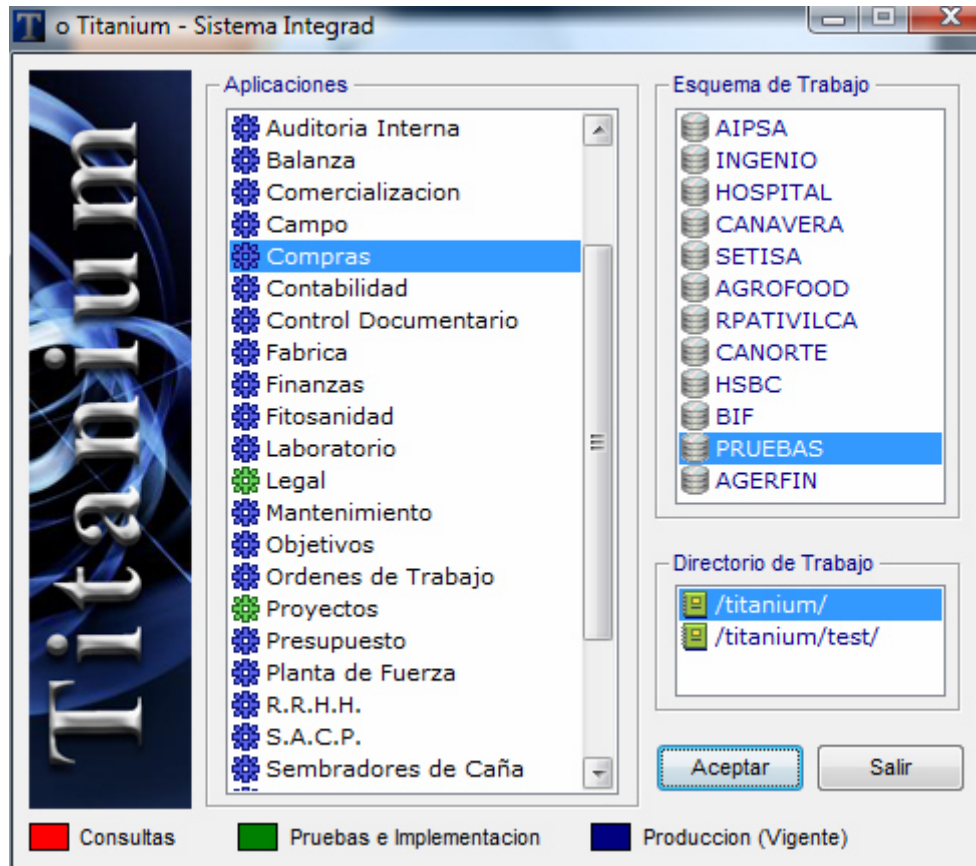 o Titanium - Sistema Integrad
Titanium
Aplicaciones
Auditoria Interna
Balanza
Comercializacion
Campo
Compras
Contabilidad
Control Documentario
Fabrica
Finanzas
Fitosanidad
Laboratorio
Legal
Mantenimiento
Objetivos
Ordenes de Trabajo
Proyectos
Presupuesto
Planta de Fuerza
R.R.H.H.
S.A.C.P.
Sembradores de Caña
Esquema de Trabajo
AIPSA
INGENIO
HOSPITAL
CANAVERA
SETISA
AGROFOOD
RPATIVILCA
CANORTE
HSBC
BIF
PRUEBAS
AGERFIN
Directorio de Trabajo
/titanium/
/titanium/test/
Aceptar
Salir
Consultas
Pruebas e Implementacion
Produccion (Vigente)